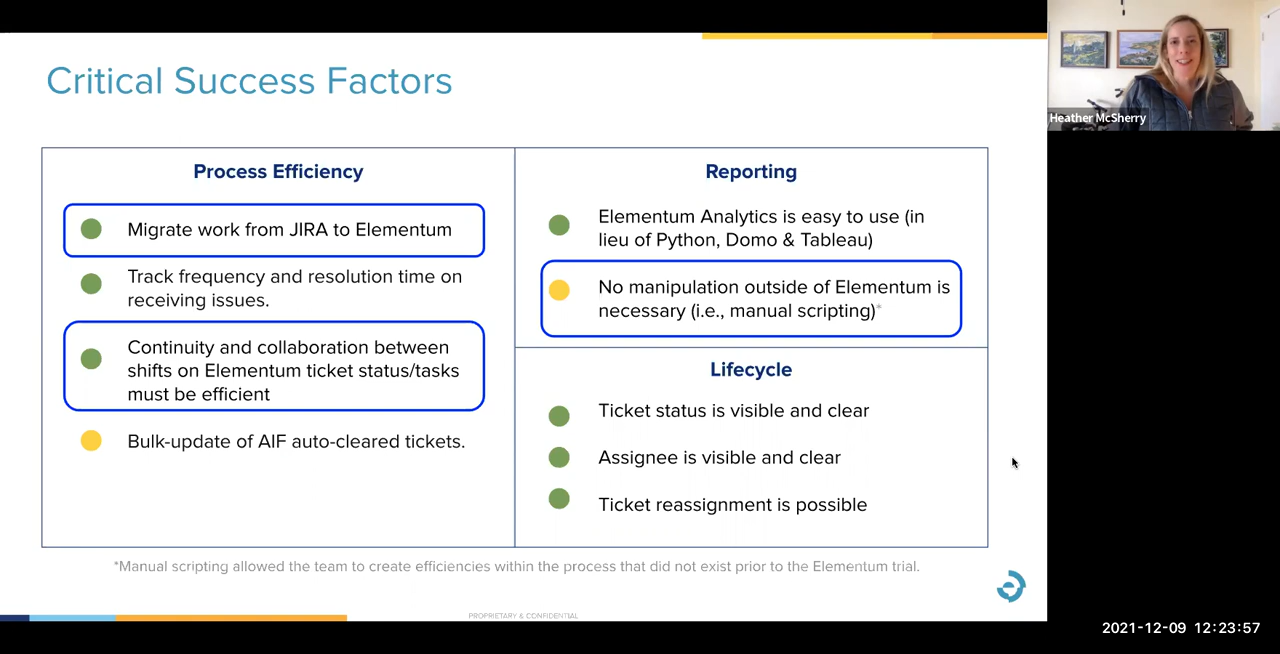 Critical Success Factors
Heather McSherry
Process Efficiency
Migrate work from JIRA to Elementum
Track frequency and resolution time on
receiving issues.
Continuity and collaboration between
shifts on Elementum ticket status/tasks
must be efficient
Bulk-update of AIF auto-cleared tickets.
Reporting
Elementum Analytics is easy to use (in
lieu of Python, Domo & Tableau)
No manipulation outside of Elementum is
necessary (i.e., manual scripting)*
Lifecycle
Ticket status is visible and clear
Assignee is visible and clear
Ticket reassignment is possible
*Manual scripting allowed the team to create efficiencies within the process that did not exist prior to the Elementum trial.
PROPRIETARY & CONFIDENTIAL
2021-12-09 12:23:57